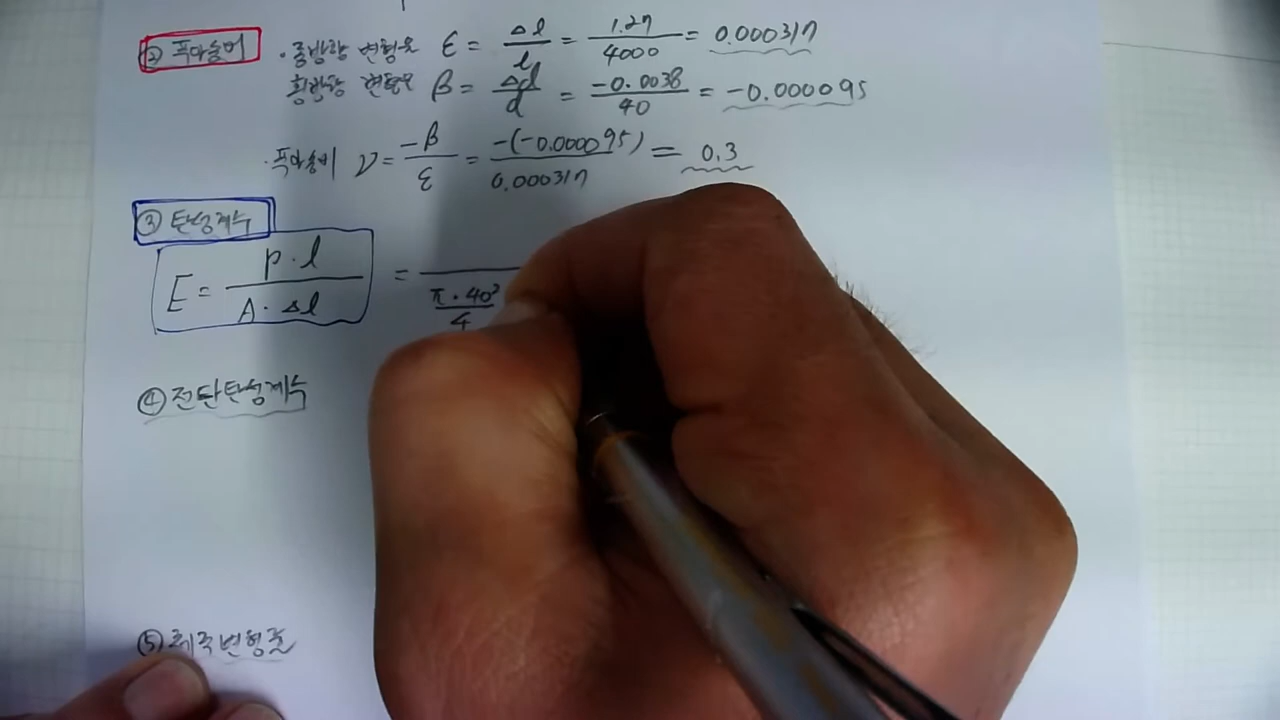 ② 푸아송비 · 종방향 변형율 ε = Δl/l = 1.27/4000 = 0.000317
횡방향 변형율 β = Δd/d = -0.0038/40 = -0.000095
· 푸아송비 ν = -β/ε = -(-0.000095)/0.000317 = 0.3
③ 탄성계수
E = P·l/A·Δl = π·40²/4
④ 전단탄성계수
⑤ 체적변형률